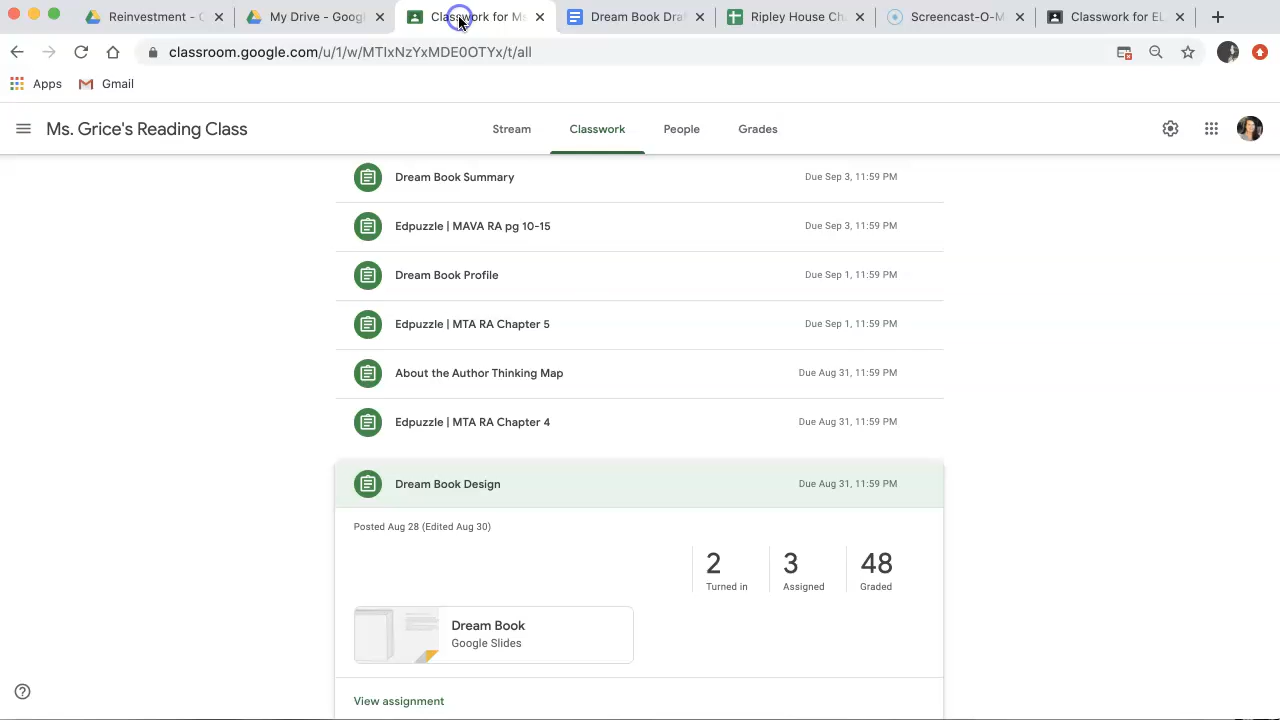 Reinvestment - C
My Drive - Googl
Classwork for Ms
Dream Book Draf
Ripley House Ch
Screencast-O-M
Classwork for EL
classroom.google.com/u/1/w/MTIxNzYxMDE0OTYx/t/all
Apps
Gmail
Ms. Grice's Reading Class
Stream
Classwork
People
Grades
Dream Book Summary
Due Sep 3, 11:59 PM
Edpuzzle | MAVA RA pg 10-15
Due Sep 3, 11:59 PM
Dream Book Profile
Due Sep 1, 11:59 PM
Edpuzzle | MTA RA Chapter 5
Due Sep 1, 11:59 PM
About the Author Thinking Map
Due Aug 31, 11:59 PM
Edpuzzle | MTA RA Chapter 4
Due Aug 31, 11:59 PM
Dream Book Design
Due Aug 31, 11:59 PM
Posted Aug 28 (Edited Aug 30)
2
Turned in
3
Assigned
48
Graded
Dream Book
Google Slides
View assignment